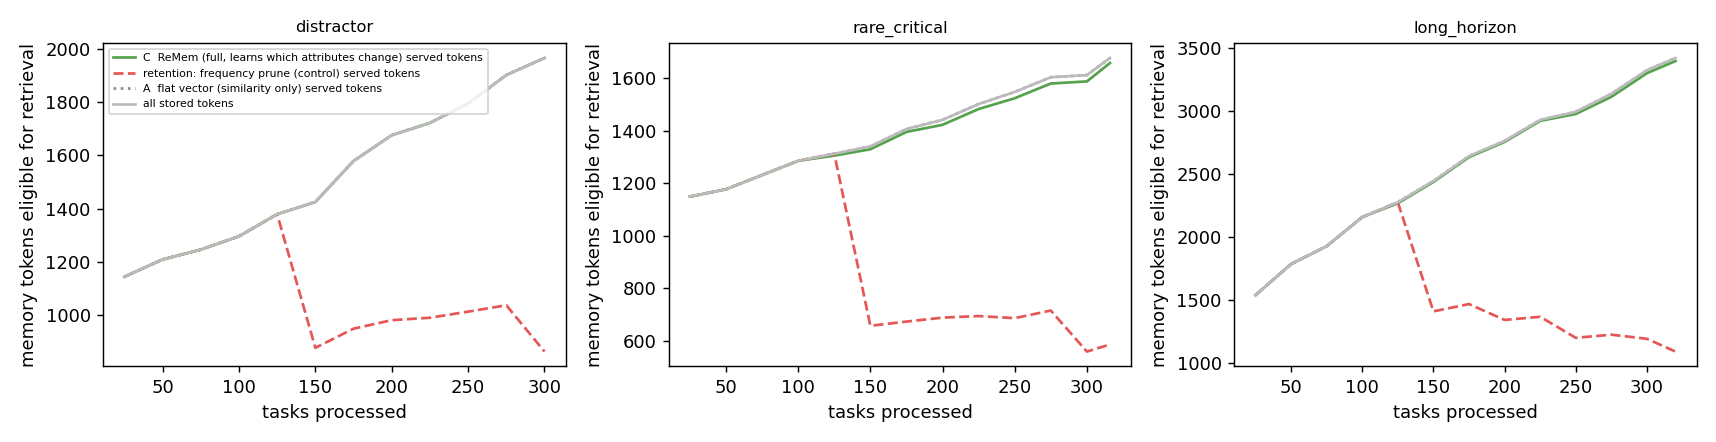 distractor
memory tokens eligible for retrieval
2000
1800
1600
1400
1200
1000
C ReMem (full, learns which attributes change) served tokens
retention: frequency prune (control) served tokens
A flat vector (similarity only) served tokens
all stored tokens
50 100 150 200 250 300
tasks processed
rare_critical
memory tokens eligible for retrieval
1600
1400
1200
1000
800
600
50 100 150 200 250 300
tasks processed
long_horizon
memory tokens eligible for retrieval
3500
3000
2500
2000
1500
1000
50 100 150 200 250 300
tasks processed